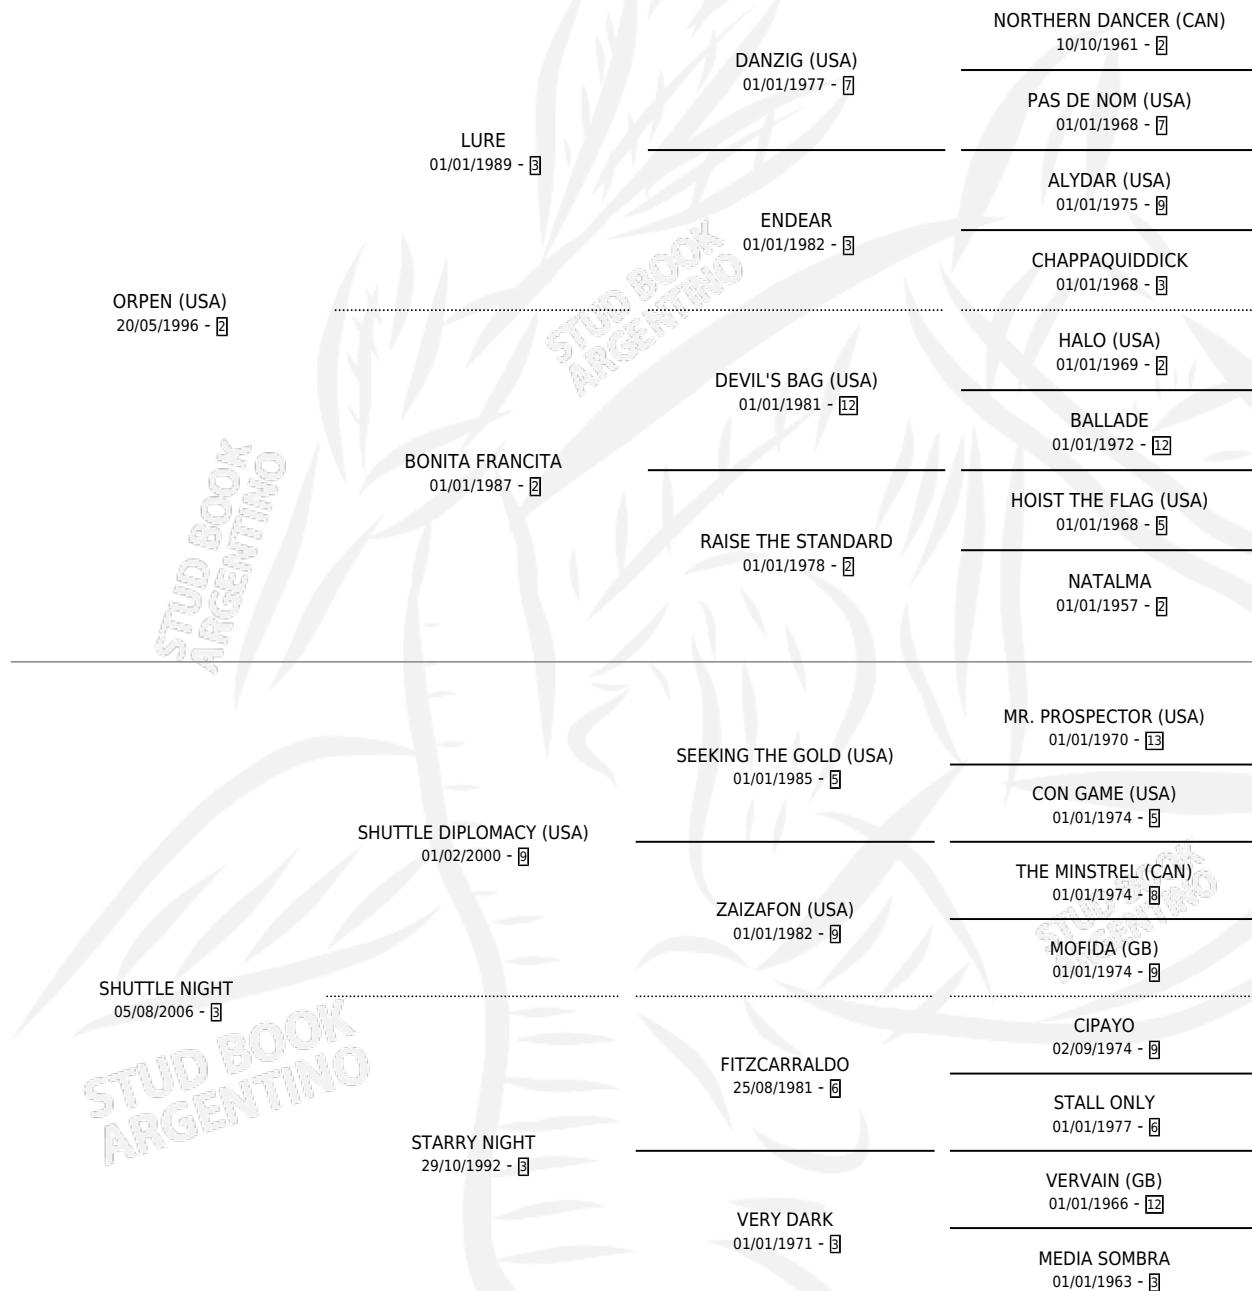 NORTHERN DANCER (CAN)
10/10/1961 - 2
DANZIG (USA)
01/01/1977 - 7
PAS DE NOM (USA)
01/01/1968 - 7
LURE
01/01/1989 - 3
ALYDAR (USA)
01/01/1975 - 9
ENDEAR
01/01/1982 - 3
CHAPPAQUIDDICK
01/01/1968 - 3
ORPEN (USA)
20/05/1996 - 2
HALO (USA)
01/01/1969 - 2
DEVIL'S BAG (USA)
01/01/1981 - 12
BALLADE
01/01/1972 - 12
BONITA FRANCITA
01/01/1987 - 2
HOIST THE FLAG (USA)
01/01/1968 - 5
RAISE THE STANDARD
01/01/1978 - 2
NATALMA
01/01/1957 - 2
MR. PROSPECTOR (USA)
01/01/1970 - 13
SEEKING THE GOLD (USA)
01/01/1985 - 5
CON GAME (USA)
01/01/1974 - 5
SHUTTLE DIPLOMACY (USA)
01/02/2000 - 9
THE MINSTREL (CAN)
01/01/1974 - 8
ZAIZAFON (USA)
01/01/1982 - 9
MOFIDA (GB)
01/01/1974 - 9
SHUTTLE NIGHT
05/08/2006 - 3
CIPAYO
02/09/1974 - 9
FITZCARRALDO
25/08/1981 - 6
STALL ONLY
01/01/1977 - 6
STARRY NIGHT
29/10/1992 - 3
VERVAIN (GB)
01/01/1966 - 12
VERY DARK
01/01/1971 - 3
MEDIA SOMBRA
01/01/1963 - 3
STUD BOOK
ARGENTINO
STUD BOOK
ARGENTINO
STUD BOOK
ARGENTINO
STUD BOOK
ARGENTINO